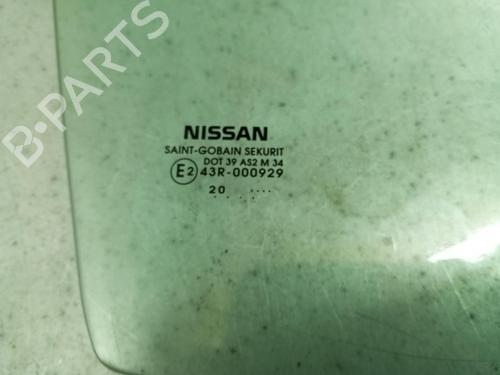 NISSAN
SAINT-GOBAIN SEKURIT
DOT 39 AS2 M 34
E2 43R-000929
20 ....
.. ..
B-PARTS